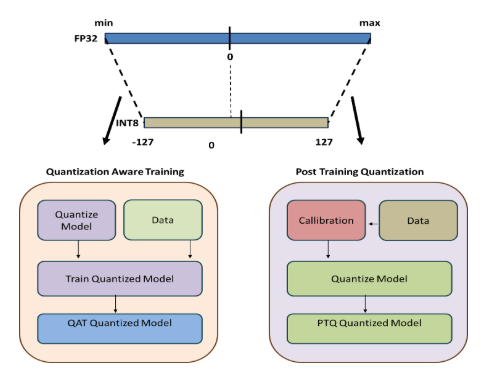 min
max
FP32
0
INT8
-127
0
127
Quantization Aware Training
Quantize
Model
Data
Train Quantized Model
QAT Quantized Model
Post Training Quantization
Callibration
Data
Quantize Model
PTQ Quantized Model